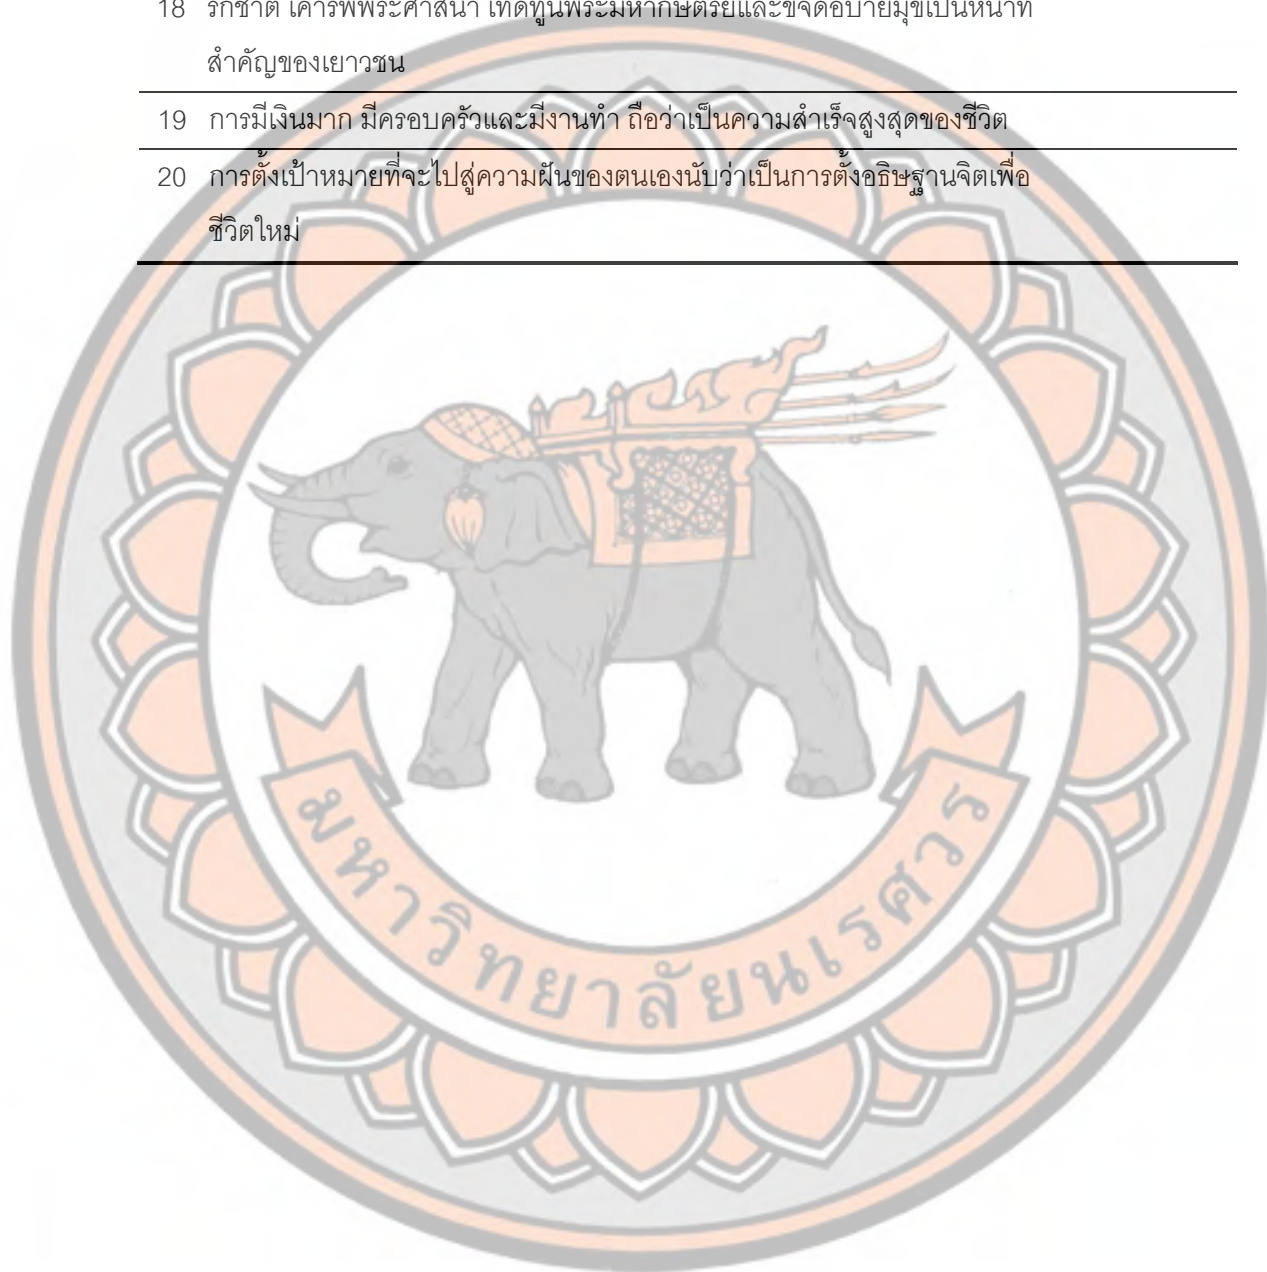 18 รักชาติ เคารพพระศาสนา เทิดทูนพระมหากษัตริย์และขจัดอบายมุขเป็นหน้าที่
สำคัญของเยาวชน
19 การมีเงินมาก มีครอบครัวและมีงานทำ ถือว่าเป็นความสำเร็จสูงสุดของชีวิต
20 การตั้งเป้าหมายที่จะไปสู่ความฝันของตนเองนับว่าเป็นการตั้งอธิษฐานจิตเพื่อ
ชีวิตใหม่
มหาวิทยาลัยนเรศวร